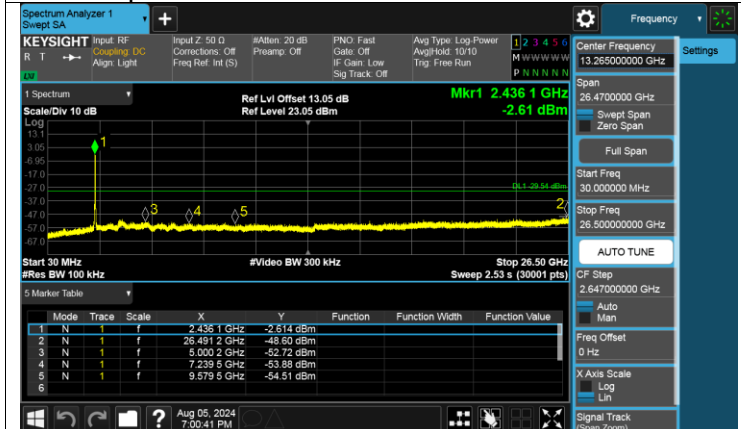 Spectrum Analyzer 1
Swept SA
+
Frequency
KEYSIGHT
R T
Input: RF
Coupling: DC
Align: Light
Input Z: 50 Ω
Corrections: Off
Freq Ref: Int (S)
#Atten: 20 dB
Preamp: Off
PNO: Fast
Gate: Off
IF Gain: Low
Sig Track: Off
Avg Type: Log-Power
Avg|Hold: 10/10
Trig: Free Run
1 2 3 4 5 6
M W W W W W
P N N N N N
1 Spectrum
Scale/Div 10 dB
Ref Lvl Offset 13.05 dB
Ref Level 23.05 dBm
Mkr1 2.436 1 GHz
-2.61 dBm
Log
13.1
3.05
-6.95
-17.0
-27.0
-37.0
-47.0
-57.0
-67.0
1
3
4
5
2
DL1 -29.54 dBm
Start 30 MHz
#Res BW 100 kHz
#Video BW 300 kHz
Stop 26.50 GHz
Sweep 2.53 s (30001 pts)
5 Marker Table
Mode Trace Scale X Y Function Function Width Function Value
1 N 1 f 2.436 1 GHz -2.614 dBm
2 N 1 f 26.491 2 GHz -48.60 dBm
3 N 1 f 5.000 2 GHz -52.72 dBm
4 N 1 f 7.239 5 GHz -53.88 dBm
5 N 1 f 9.579 5 GHz -54.51 dBm
6
Center Frequency
13.265000000 GHz
Settings
Span
26.4700000 GHz
Swept Span
Zero Span
Full Span
Start Freq
30.000000 MHz
Stop Freq
26.500000000 GHz
AUTO TUNE
CF Step
2.647000000 GHz
Auto
Man
Freq Offset
0 Hz
X Axis Scale
Log
Lin
Signal Track
(Span Zoom)
?
Aug 05, 2024
7:00:41 PM